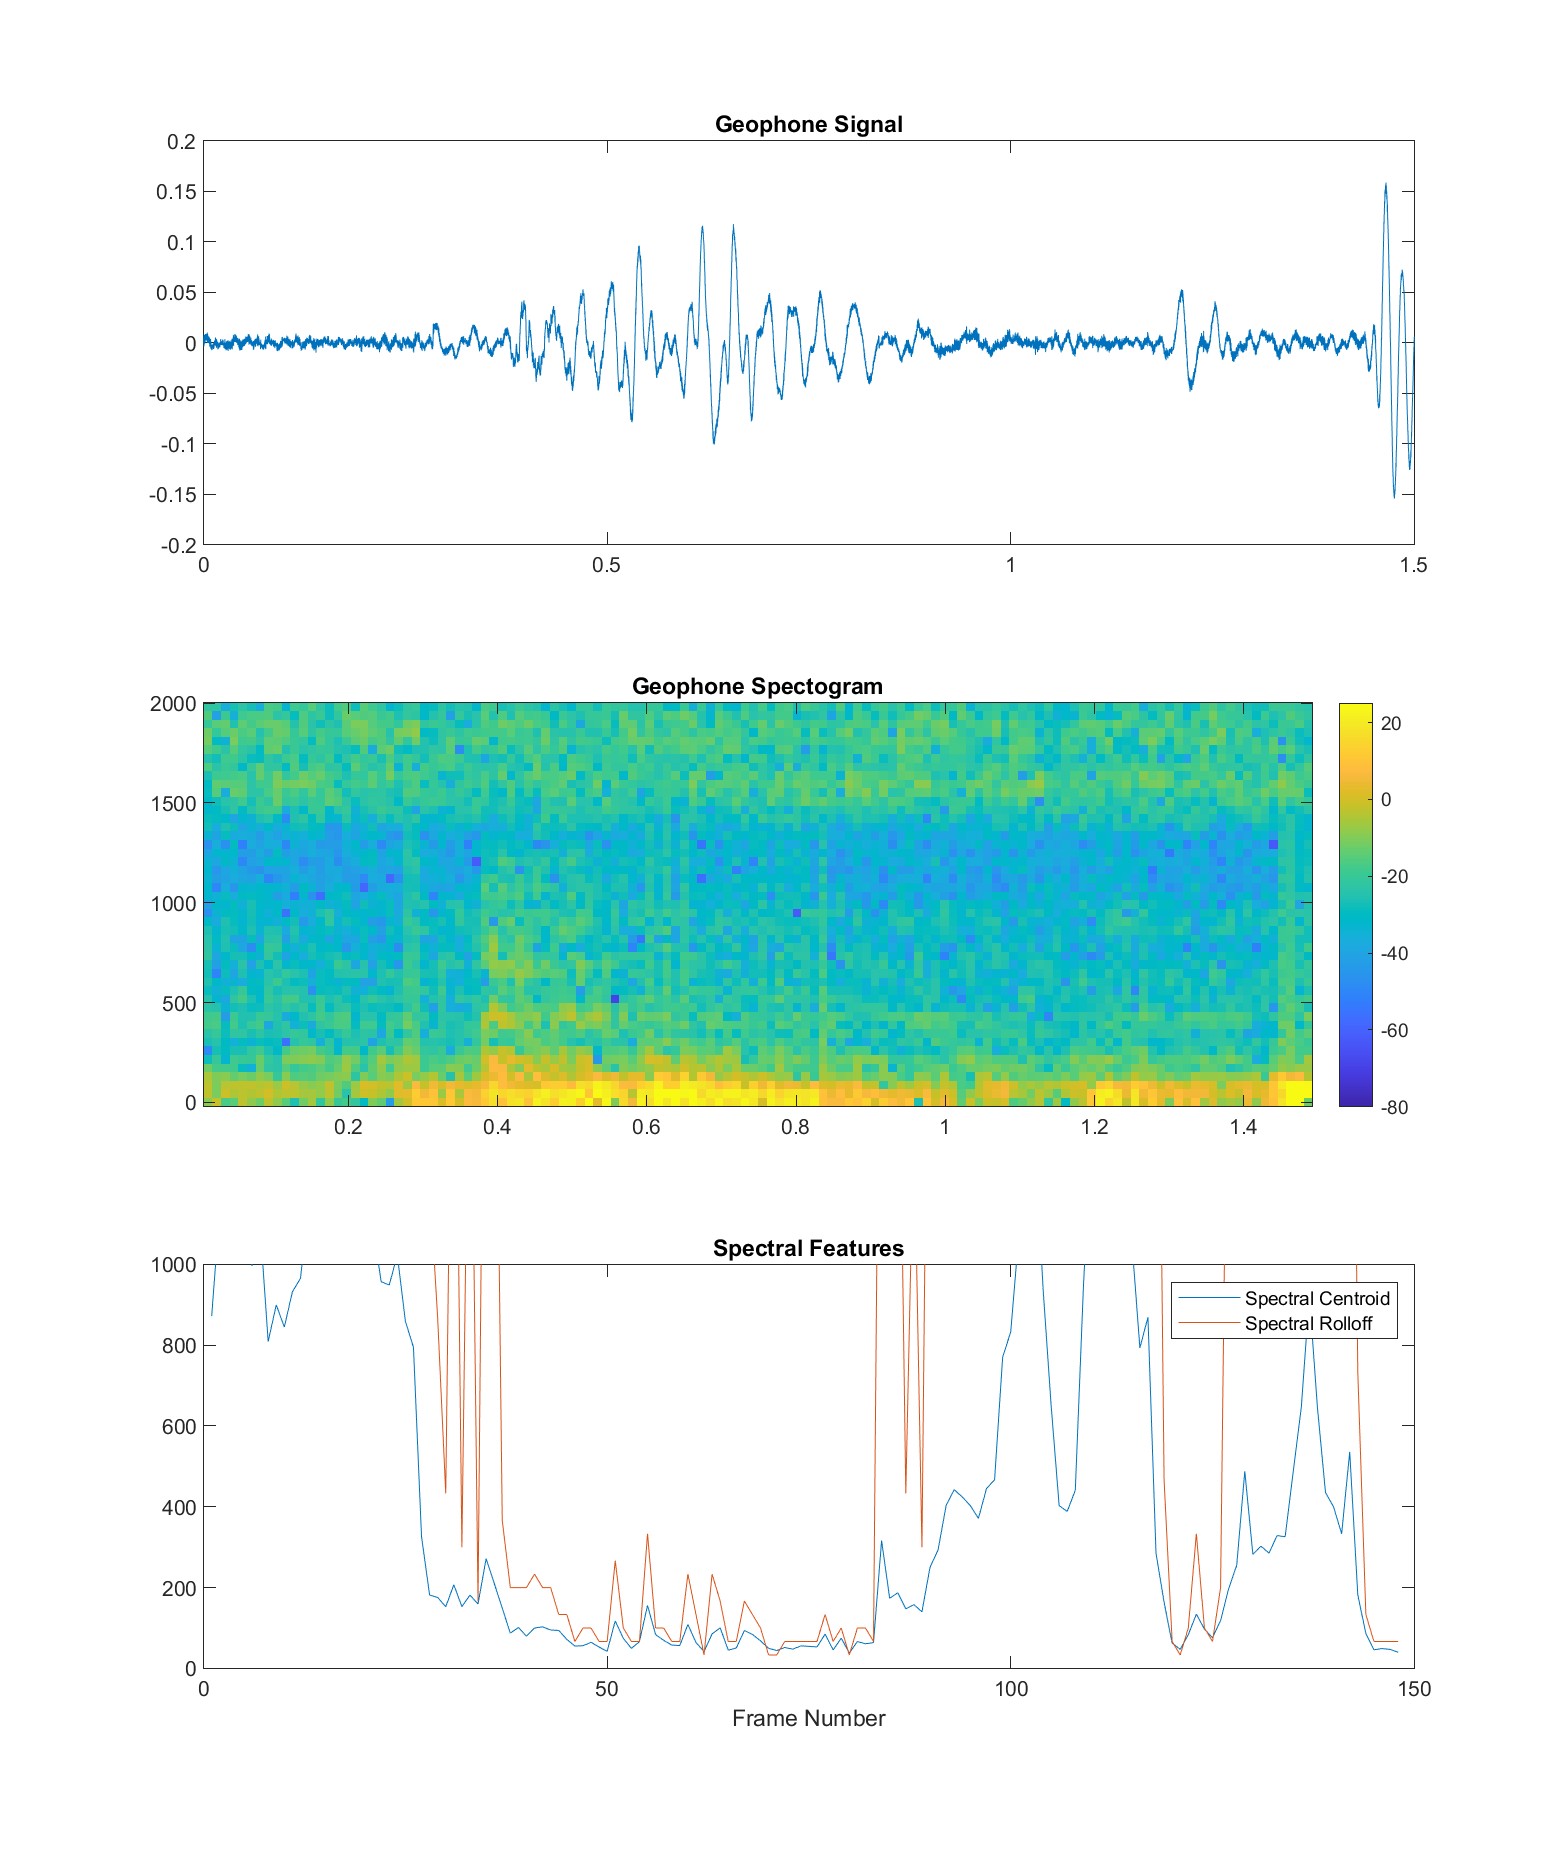 Geophone Signal
0.2
0.15
0.1
0.05
0
-0.05
-0.1
-0.15
-0.2
0 0.5 1 1.5
Geophone Spectogram
2000
1500
1000
500
0
0.2 0.4 0.6 0.8 1 1.2 1.4
20
0
-20
-40
-60
-80
Spectral Features
1000
800
600
400
200
0
Spectral Centroid
Spectral Rolloff
0 50 100 150
Frame Number